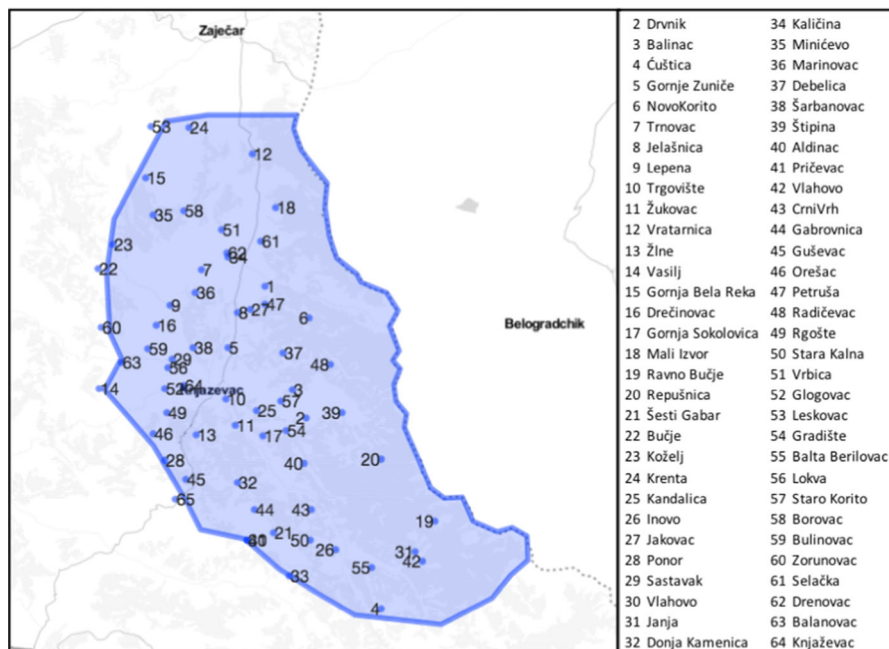 Zaječar
53
24
12
15
35
58
18
51
61
23
62
22
7
1
36
9
47
8
27
6
Belogradchik
16
60
59
38
5
37
29
63
56
48
14
52
64
Knjazevac
3
10
57
25
49
2
39
11
54
46
13
17
28
40
20
45
32
65
44
43
19
21
50
26
31
42
55
33
4
2 Drvnik
3 Balinac
4 Ćuštica
5 Gornje Zuniče
6 NovoKorito
7 Trnovac
8 Jelašnica
9 Lepena
10 Trgovište
11 Žukovac
12 Vratarnica
13 Žlne
14 Vasilj
15 Gornja Bela Reka
16 Drečinovac
17 Gornja Sokolovica
18 Mali Izvor
19 Ravno Bučje
20 Repušnica
21 Šesti Gabar
22 Bučje
23 Koželj
24 Krenta
25 Kandalica
26 Inovo
27 Jakovac
28 Ponor
29 Sastavak
30 Vlahovo
31 Janja
32 Donja Kamenica
34 Kaličina
35 Minićevo
36 Marinovac
37 Debelica
38 Šarbanovac
39 Štipina
40 Aldinac
41 Pričevac
42 Vlahovo
43 CrniVrh
44 Gabrovnica
45 Guševac
46 Orešac
47 Petruša
48 Radičevac
49 Rgošte
50 Stara Kalna
51 Vrbica
52 Glogovac
53 Leskovac
54 Gradište
55 Balta Berilovac
56 Lokva
57 Staro Korito
58 Borovac
59 Bulinovac
60 Zorunovac
61 Selačka
62 Drenovac
63 Balanovac
64 Knjaževac